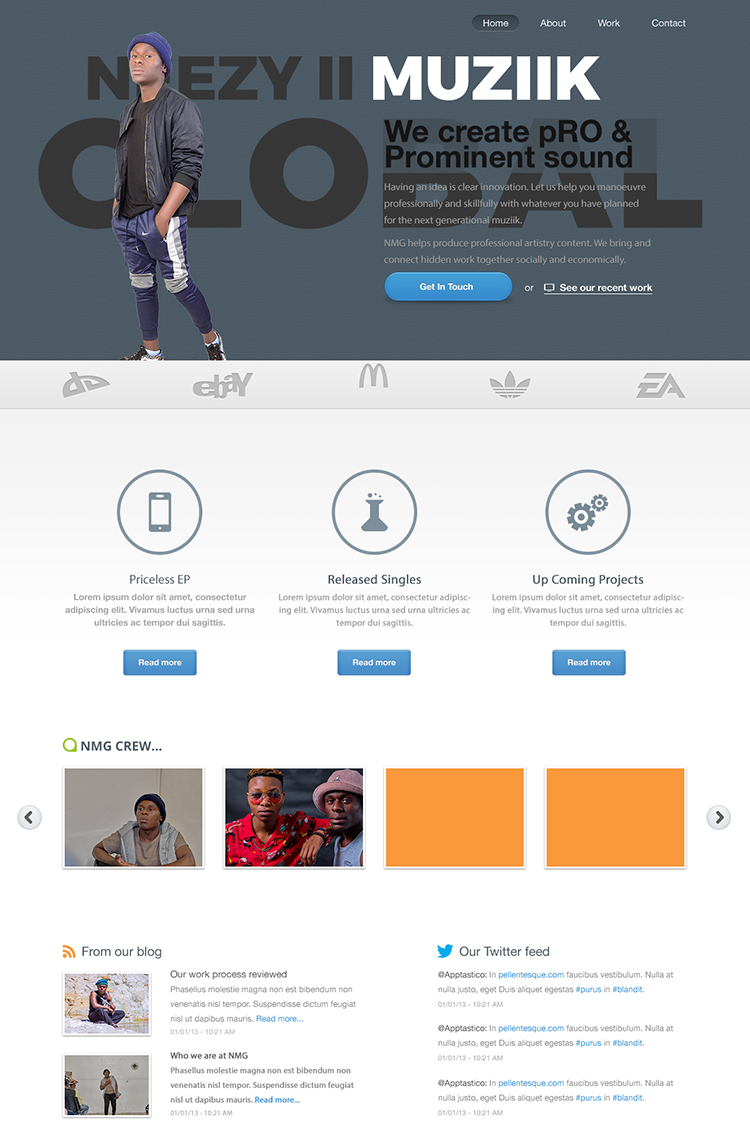 Home About Work Contact
N EZY II MUZIIK
GLOBAL
We create pRO &
Prominent sound
Having an idea is clear innovation. Let us help you manoeuvre
professionally and skillfully with whatever you have planned
for the next generational muziik.
NMG helps produce professional artistry content. We bring and
connect hidden work together socially and economically.
Get In Touch or See our recent work
ebaY
EA
Priceless EP
Lorem ipsum dolor sit amet, consectetur
adipiscing elit. Vivamus luctus urna sed urna
ultricies ac tempor dui sagittis.
Read more
Released Singles
Lorem ipsum dolor sit amet, consectetur adipisc-
ing elit. Vivamus luctus urna sed urna ultricies ac
tempor dui sagittis.
Read more
Up Coming Projects
Lorem ipsum dolor sit amet, consectetur adipisc-
ing elit. Vivamus luctus urna sed urna ultricies ac
tempor dui sagittis.
Read more
NMG CREW...
From our blog
Our work process reviewed
Phasellus molestie magna non est bibendum non
venenatis nisl tempor. Suspendisse dictum feugiat
nisl ut dapibus mauris. Read more...
01/01/13 - 10:21 AM
Who we are at NMG
Phasellus molestie magna non est bibendum non
venenatis nisl tempor. Suspendisse dictum feugiat
nisl ut dapibus mauris. Read more...
01/01/13 - 10:21 AM
Our Twitter feed
@Apptastico: In pellentesque.com faucibus vestibulum. Nulla at
nulla justo, eget Duis aliquet egestas #purus in #blandit.
01/01/13 - 10:21 AM
@Apptastico: In pellentesque.com faucibus vestibulum. Nulla at
nulla justo, eget Duis aliquet egestas #purus in #blandit.
01/01/13 - 10:21 AM
@Apptastico: In pellentesque.com faucibus vestibulum. Nulla at
nulla justo, eget Duis aliquet egestas #purus in #blandit.
01/01/13 - 10:21 AM